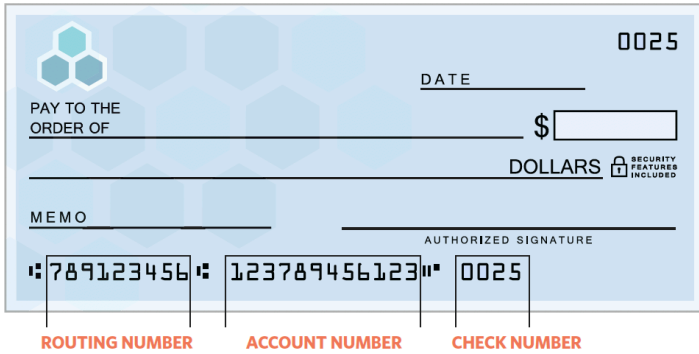 0025
DATE
PAY TO THE
ORDER OF
$
DOLLARS
SECURITY
FEATURES
INCLUDED
MEMO
AUTHORIZED SIGNATURE
⑆789123456⑆ 123789456123⑈ 0025
ROUTING NUMBER ACCOUNT NUMBER CHECK NUMBER